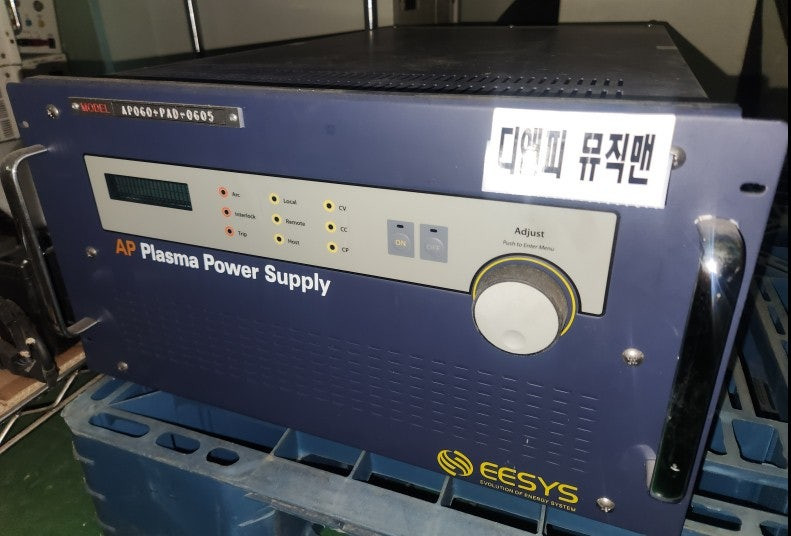 MODEL AP060+PAD-0605
디앤피 뮤직맨
Arc
Local
CV
Interlock
Remote
CC
Trip
Host
CP
ON
OFF
Adjust
Push to Enter Menu
AP Plasma Power Supply
EESYS
EVOLUTION OF ENERGY SYSTEM